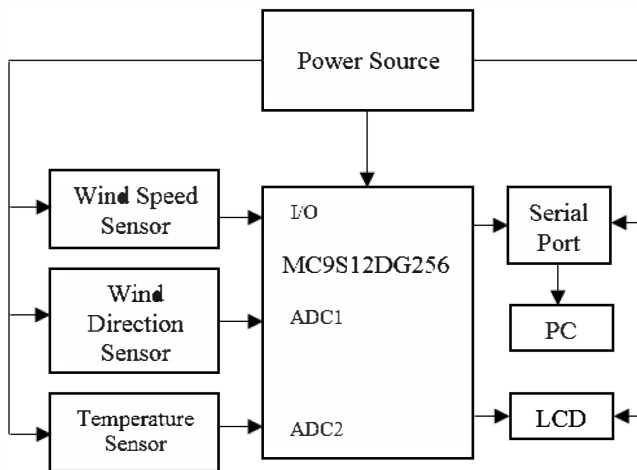 Power Source
Wind Speed
Sensor
I/O
Serial
Port
MC9S12DG256
Wind
Direction
Sensor
ADC1
PC
Temperature
Sensor
ADC2
LCD